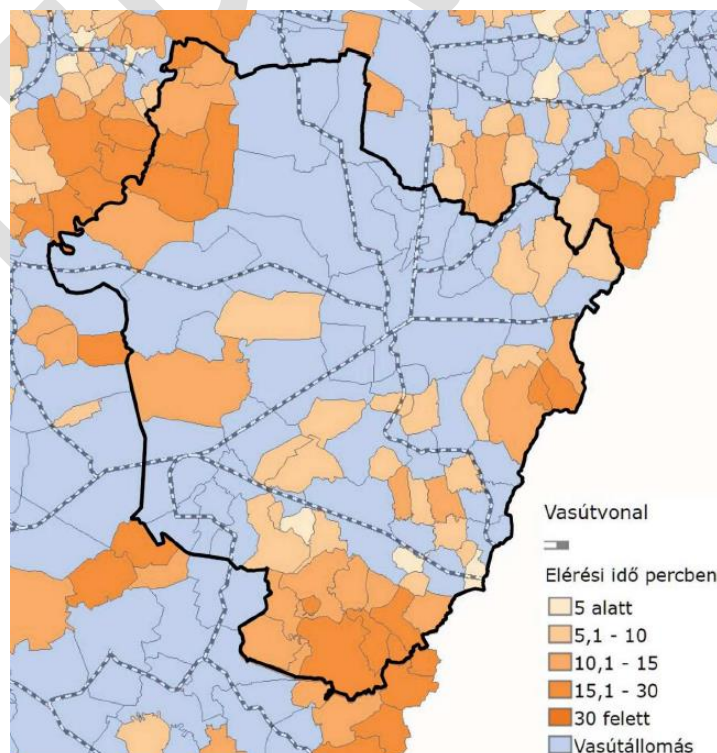 Vasútvonal
Elérési idő percben
5 alatt
5,1 - 10
10,1 - 15
15,1 - 30
30 felett
Vasútállomás